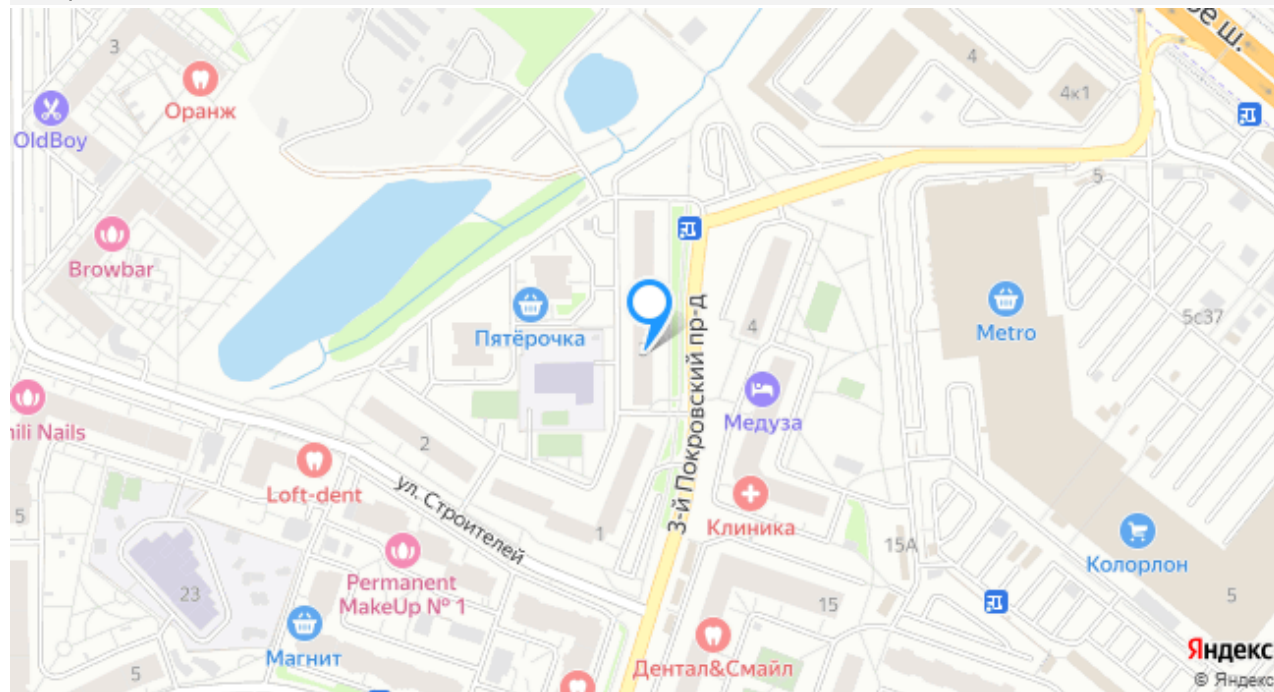 ое ш.
3
4
Оранж
4к1
OldBoy
5
Browbar
5с37
Пятёрочка
4
Metro
3-й Покровский пр-д
Медуза
ili Nails
2
Loft-dent
ул. Строителей
5
1
Клиника
15А
Колорлон
Permanent
MakeUp № 1
23
15
5
Магнит
Дентал&Смайл
5
Яндекс
© Яндекс